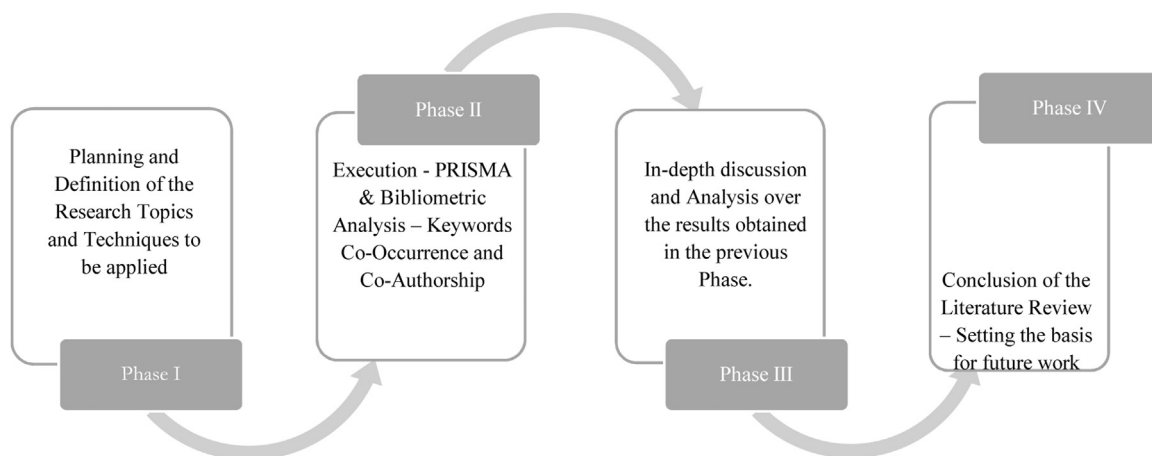 Planning and
Definition of the
Research Topics
and Techniques to
be applied
Phase I
Phase II
Execution - PRISMA
& Bibliometric
Analysis – Keywords
Co-Occurrence and
Co-Authorship
In-depth discussion
and Analysis over
the results obtained
in the previous
Phase.
Phase III
Phase IV
Conclusion of the
Literature Review
– Setting the basis
for future work